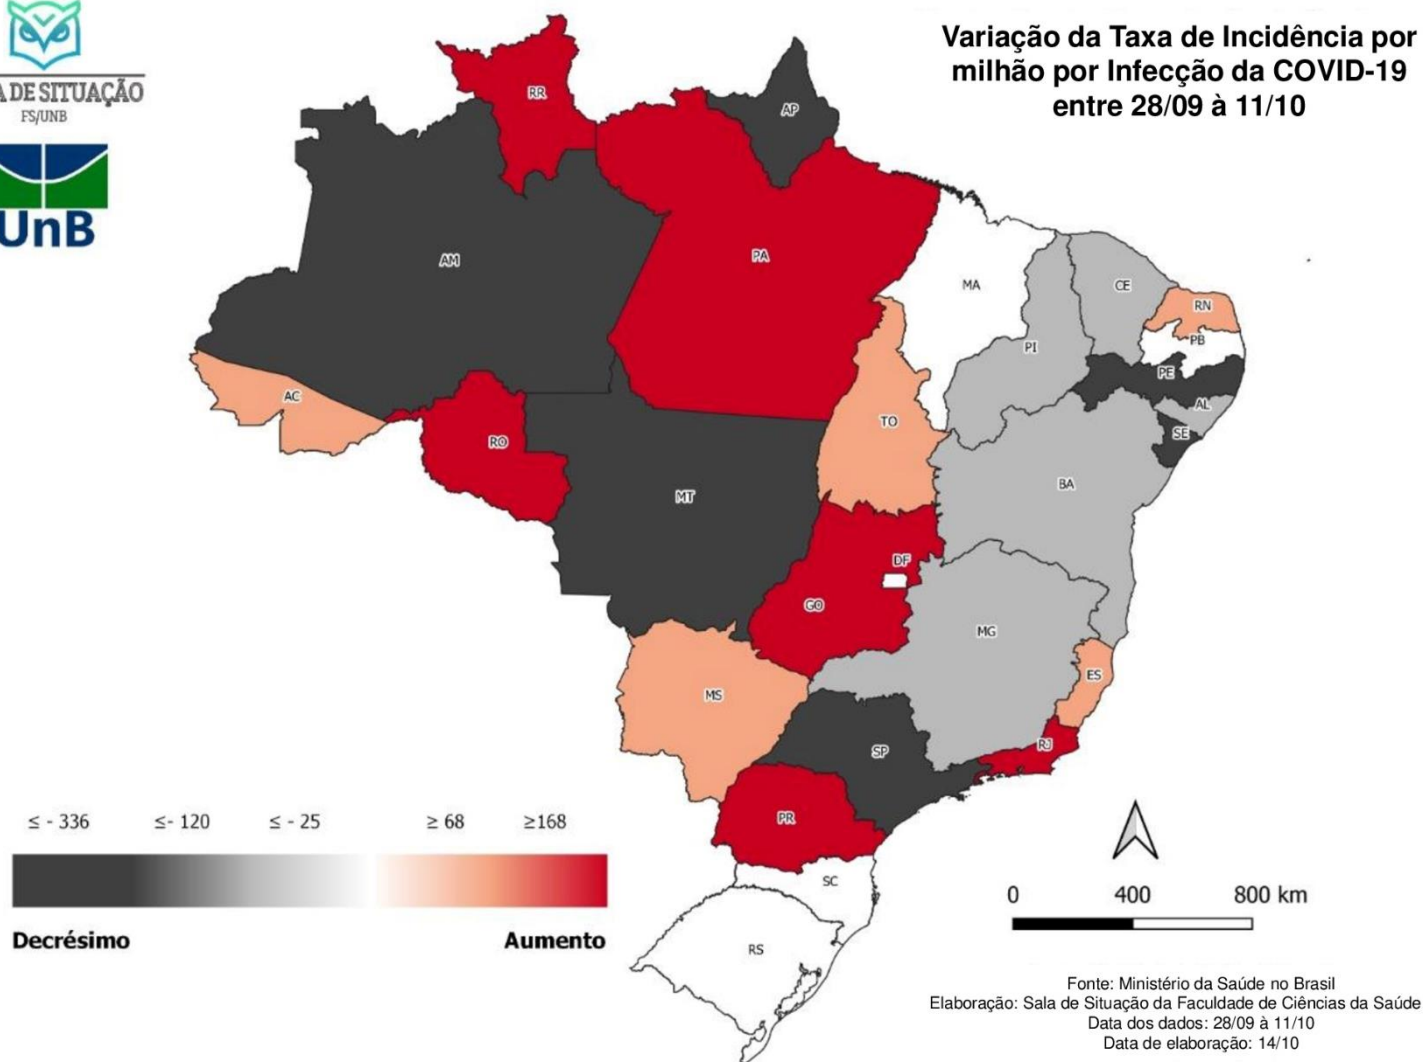 A DE SITUAÇÃO
FS/UNB
UnB
Variação da Taxa de Incidência por
milhão por Infecção da COVID-19
entre 28/09 à 11/10
RR
AP
AM
PA
MA
CE
RN
PI
PB
PE
AL
SE
AC
TO
RO
BA
MT
DF
GO
MG
ES
MS
RJ
SP
PR
SC
RS
≤ - 336
≤- 120
≤ - 25
≥ 68
≥168
Decrésimo
Aumento
0
400
800 km
Fonte: Ministério da Saúde no Brasil
Elaboração: Sala de Situação da Faculdade de Ciências da Saúde
Data dos dados: 28/09 à 11/10
Data de elaboração: 14/10